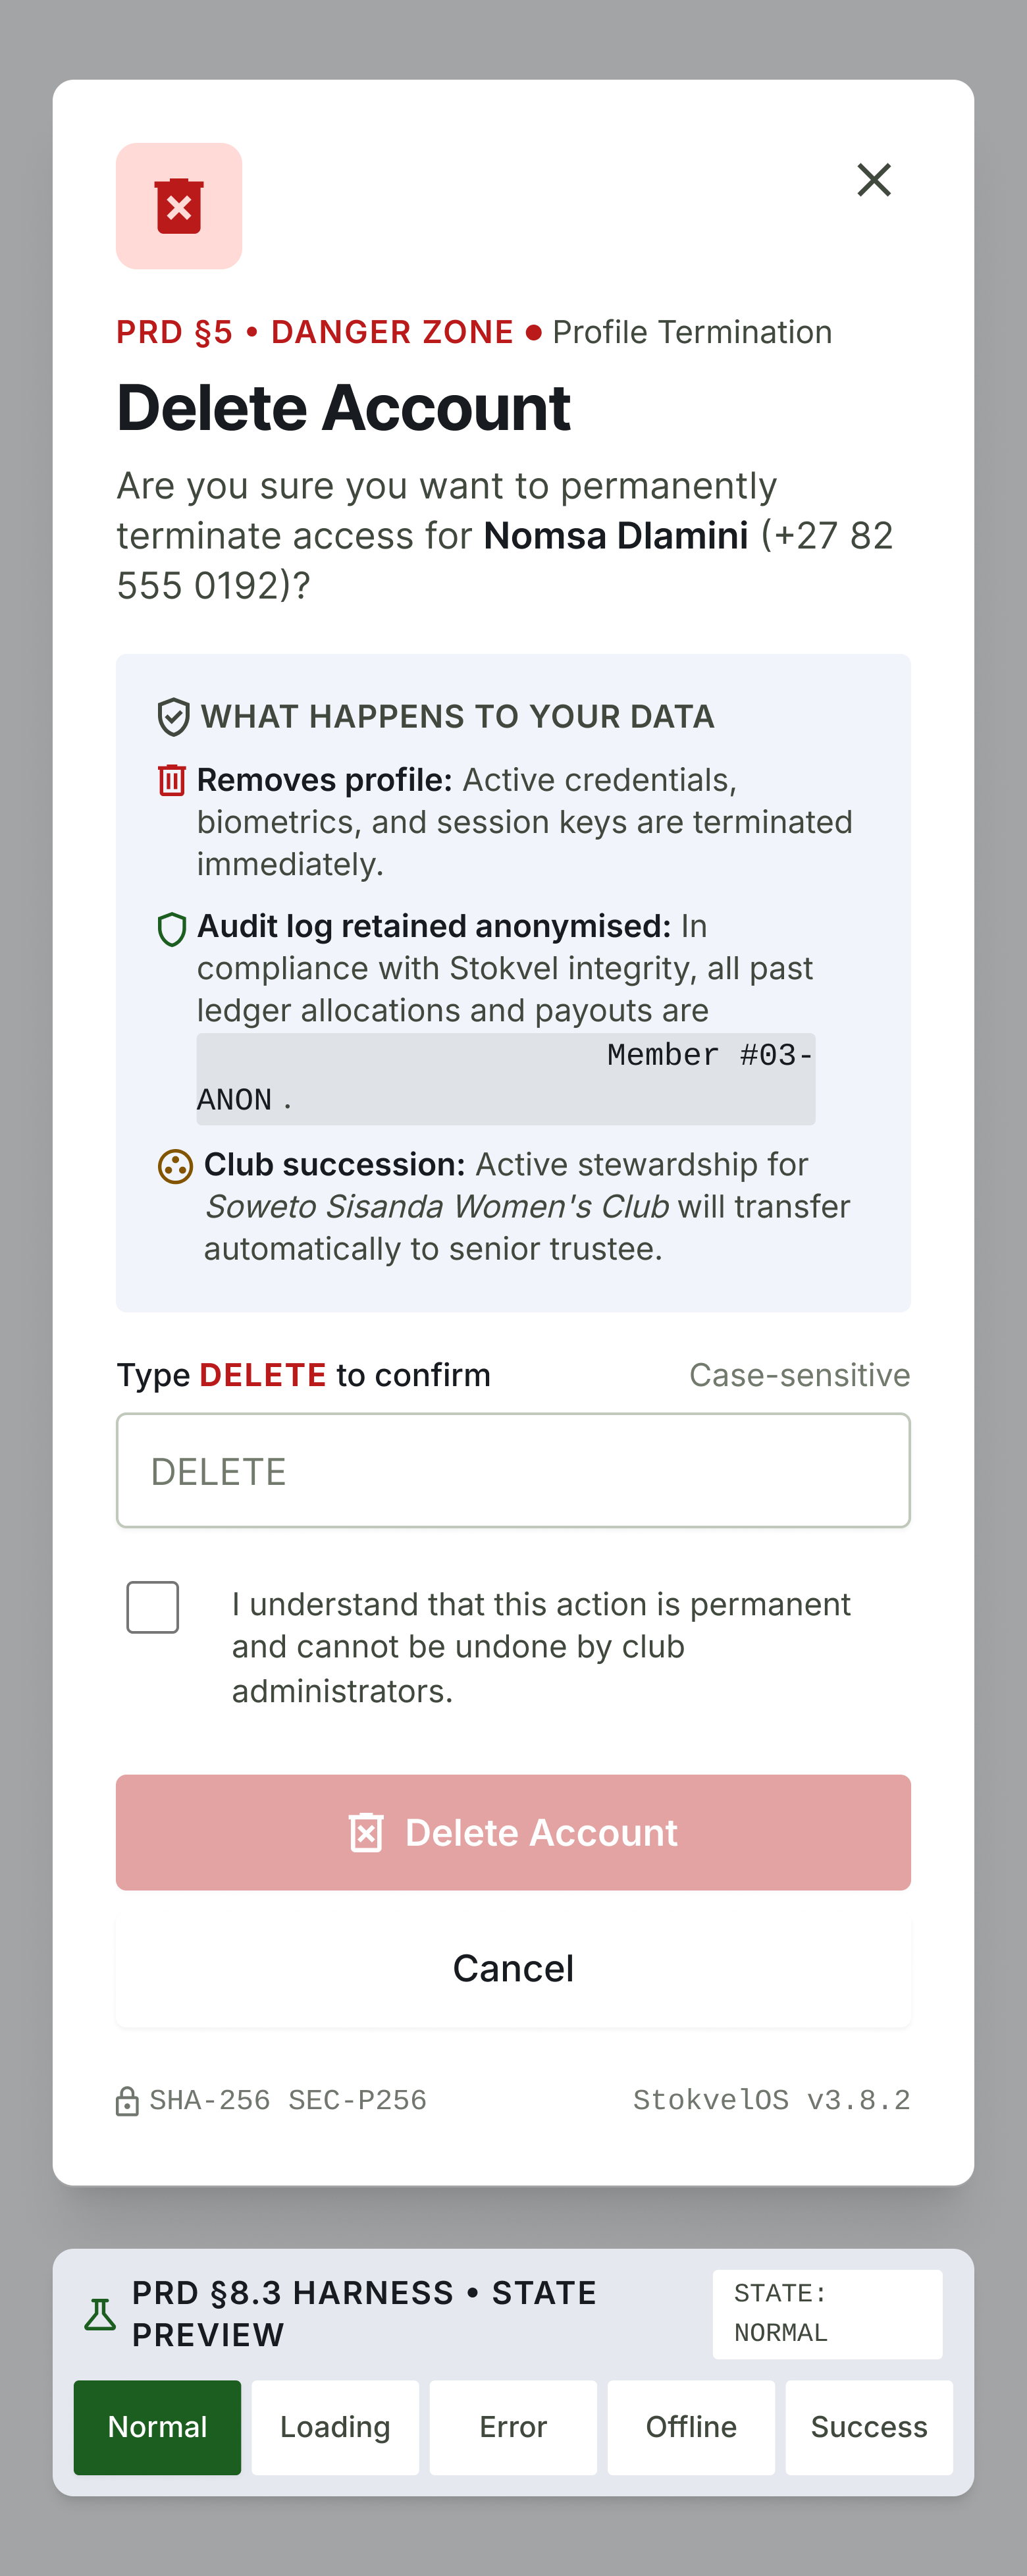 PRD §5 • DANGER ZONE ● Profile Termination
Delete Account
Are you sure you want to permanently
terminate access for Nomsa Dlamini (+27 82
555 0192)?
WHAT HAPPENS TO YOUR DATA
Removes profile: Active credentials,
biometrics, and session keys are terminated
immediately.
Audit log retained anonymised: In
compliance with Stokvel integrity, all past
ledger allocations and payouts are
Member #03-
ANON .
Club succession: Active stewardship for
Soweto Sisanda Women's Club will transfer
automatically to senior trustee.
Type DELETE to confirm Case-sensitive
DELETE
I understand that this action is permanent
and cannot be undone by club
administrators.
Delete Account
Cancel
SHA-256 SEC-P256 StokvelOS v3.8.2
PRD §8.3 HARNESS • STATE
PREVIEW
STATE:
NORMAL
Normal Loading Error Offline Success